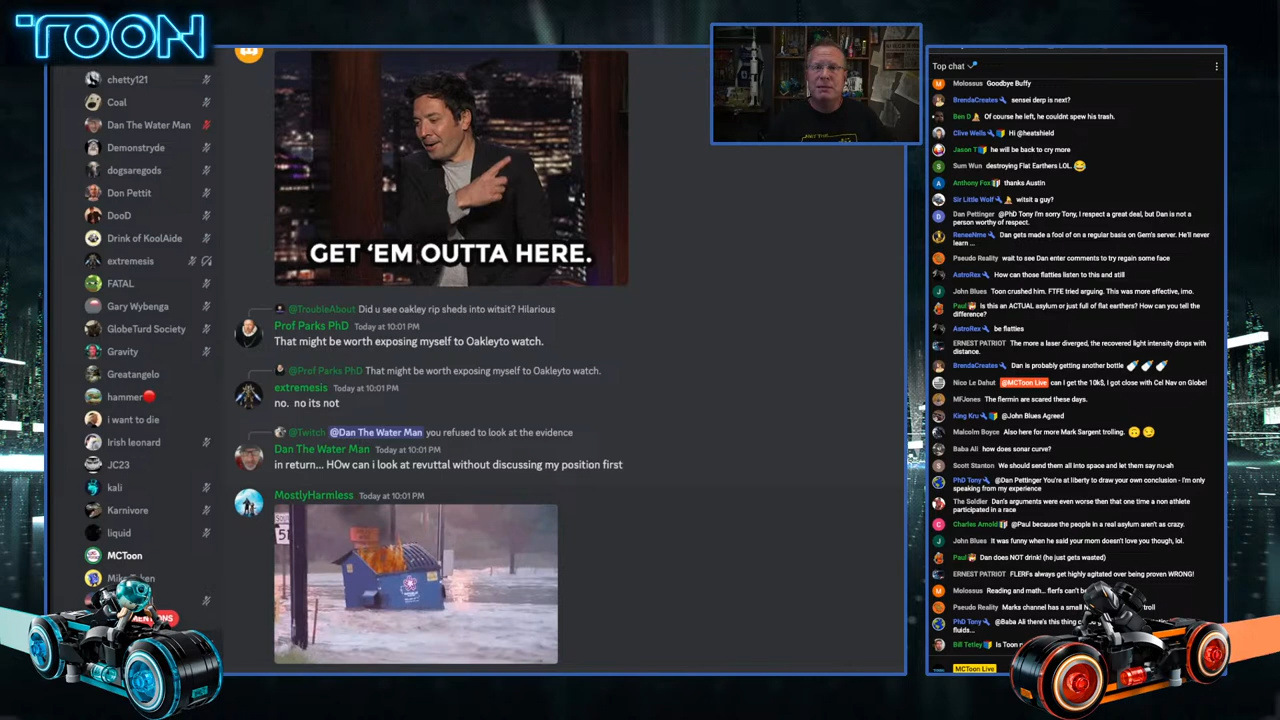 TOON
chetty121
Coal
Dan The Water Man
Demonstryde
dogsaregods
Don Pettit
DooD
Drink of KoolAide
extremesis
FATAL
Gary Wybenga
GlobeTurd Society
Gravity
Greatangelo
hammer
i want to die
Irish leonard
JC23
kali
Karnivore
liquid
MCToon
GET 'EM OUTTA HERE.
@TroubleAbout Did u see oakley rip sheds into witsit? Hilarious
Prof Parks PhD Today at 10:01 PM
That might be worth exposing myself to Oakleyto watch.
@Prof Parks PhD That might be worth exposing myself to Oakleyto watch.
extremesis Today at 10:01 PM
no. no its not
@Twitch @Dan The Water Man you refused to look at the evidence
Dan The Water Man Today at 10:01 PM
in return... HOw can i look at revuttal without discussing my position first
MostlyHarmless Today at 10:01 PM
5
Top chat
Molossus Goodbye Buffy
BrendaCreates sensei derp is next?
Ben D Of course he left, he couldnt spew his trash.
Clive Wells Hi @heatshield
Jason T he will be back to cry more
Sum Wun destroying Flat Earthers LOL.
Anthony Fox thanks Austin
Sir Little Wolf witsit a guy?
Dan Pettinger @PhD Tony I'm sorry Tony, I respect a great deal, but Dan is not a
person worthy of respect.
ReneeNme Dan gets made a fool of on a regular basis on Gem's server. He'll never
learn ...
Pseudo Reality wait to see Dan enter comments to try regain some face
AstroRex How can those flatties listen to this and still
John Blues Toon crushed him. FTFE tried arguing. This was more effective, imo.
Paul Is this an ACTUAL asylum or just full of flat earthers? How can you tell the
difference?
AstroRex be flatties
ERNEST PATRIOT The more a laser diverged, the recovered light intensity drops with
distance.
BrendaCreates Dan is probably getting another bottle
Nico Le Dahut @MCToon Live can I get the 10k$, I got close with Cel Nav on Globe!
MFJones The flermin are scared these days.
King Kru @John Blues Agreed
Malcolm Boyce Also here for more Mark Sargent trolling.
Baba Ali how does sonar curve?
Scott Stanton We should send them all into space and let them say nu-ah
PhD Tony @Dan Pettinger You're at liberty to draw your own conclusion - I'm only
speaking from my experience
The Soldier Dan's arguments were even worse then that one time a non athlete
participated in a race
Charles Arnold @Paul because the people in a real asylum aren't as crazy.
John Blues It was funny when he said your mom doesn't love you though, lol.
Paul Dan does NOT drink! (he just gets wasted)
ERNEST PATRIOT FLERFs always get highly agitated over being proven WRONG!
Molossus Reading and math... flerfs can't be
Pseudo Reality Marks channel has a small
PhD Tony @Baba Ali there's this thing c
fluids...
Bill Tetley Is Toon
MCToon Live